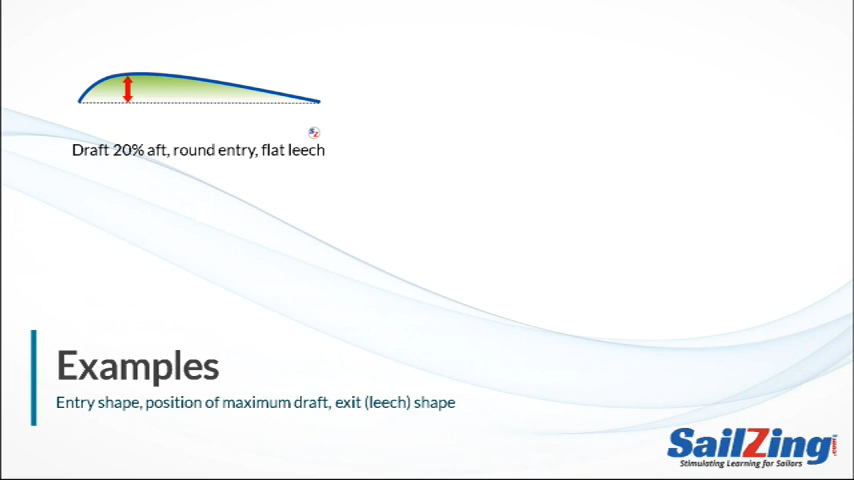 SZ
Draft 20% aft, round entry, flat leech
Examples
Entry shape, position of maximum draft, exit (leech) shape
SailZing
Stimulating Learning for Sailors